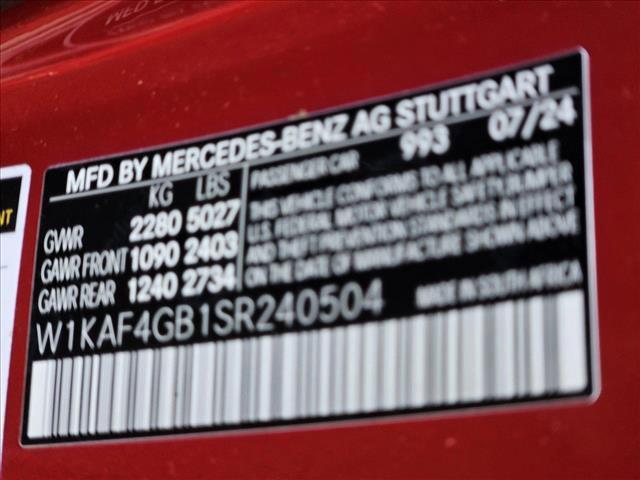 MFD BY MERCEDES-BENZ AG STUTTGART
KG LBS PASSENGER CAR 993 07/24
GVWR 2280 5027
GAWR FRONT 1090 2403
GAWR REAR 1240 2734
THIS VEHICLE CONFORMS TO ALL APPLICABLE
U.S. FEDERAL MOTOR VEHICLE SAFETY, BUMPER
AND THEFT PREVENTION STANDARDS IN EFFECT
ON THE DATE OF MANUFACTURE SHOWN ABOVE
W1KAF4GB1SR240504 MADE IN SOUTH AFRICA
NT